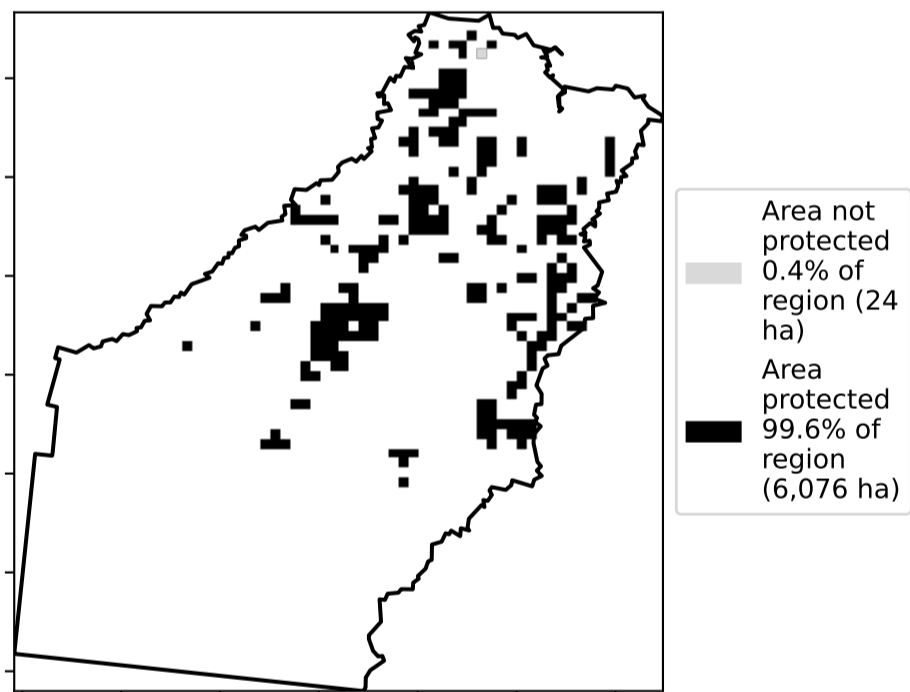 Area not
protected
0.4% of
region (24
ha)
Area
protected
99.6% of
region
(6,076 ha)